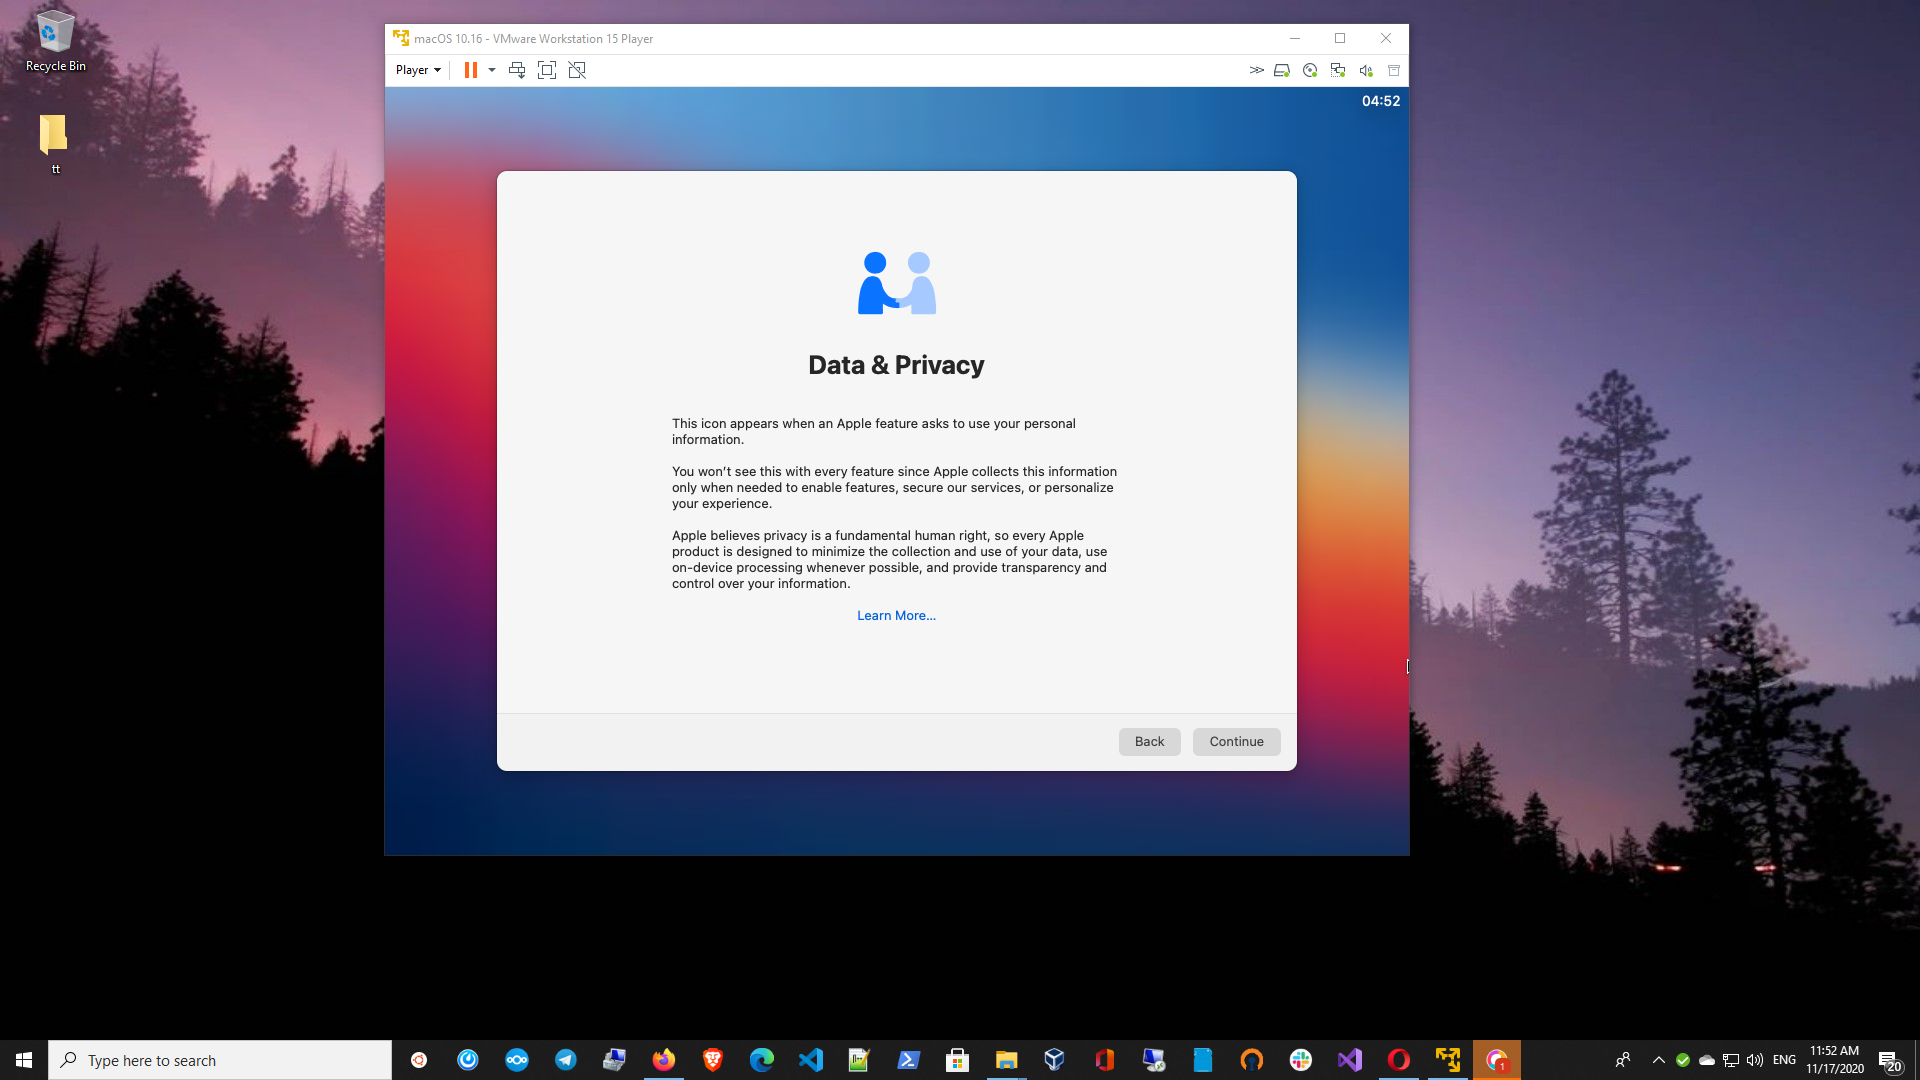 Recycle Bin
tt
macOS 10.16 - VMware Workstation 15 Player
Player
04:52
Data & Privacy
This icon appears when an Apple feature asks to use your personal
information.
You won’t see this with every feature since Apple collects this information
only when needed to enable features, secure our services, or personalize
your experience.
Apple believes privacy is a fundamental human right, so every Apple
product is designed to minimize the collection and use of your data, use
on-device processing whenever possible, and provide transparency and
control over your information.
Learn More...
Back
Continue
Type here to search
1
ENG
11:52 AM
11/17/2020
20